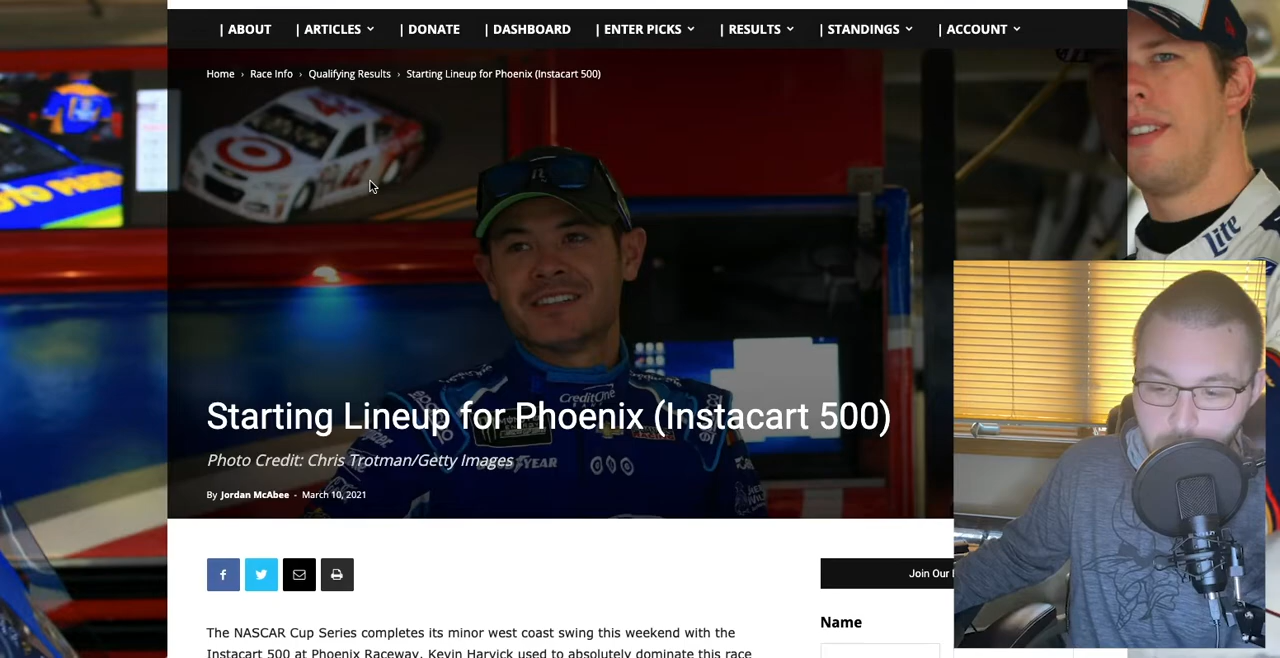 | ABOUT | ARTICLES | DONATE | DASHBOARD | ENTER PICKS | RESULTS | STANDINGS | ACCOUNT
Home › Race Info › Qualifying Results › Starting Lineup for Phoenix (Instacart 500)
Lite
CreditOne
Starting Lineup for Phoenix (Instacart 500)
Photo Credit: Chris Trotman/Getty Images
GOODYEAR
By Jordan McAbee - March 10, 2021
Join Our
Name
The NASCAR Cup Series completes its minor west coast swing this weekend with the
Instacart 500 at Phoenix Raceway. Kevin Harvick used to absolutely dominate this race